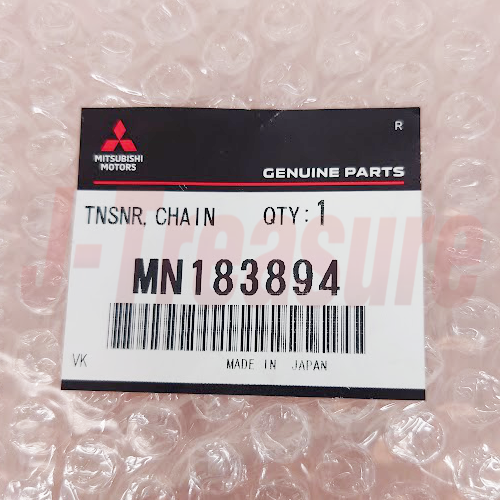 R
MITSUBISHI
MOTORS
GENUINE PARTS
TNSNR, CHAIN QTY: 1
J-Treasure
MN183894
VK MADE IN JAPAN